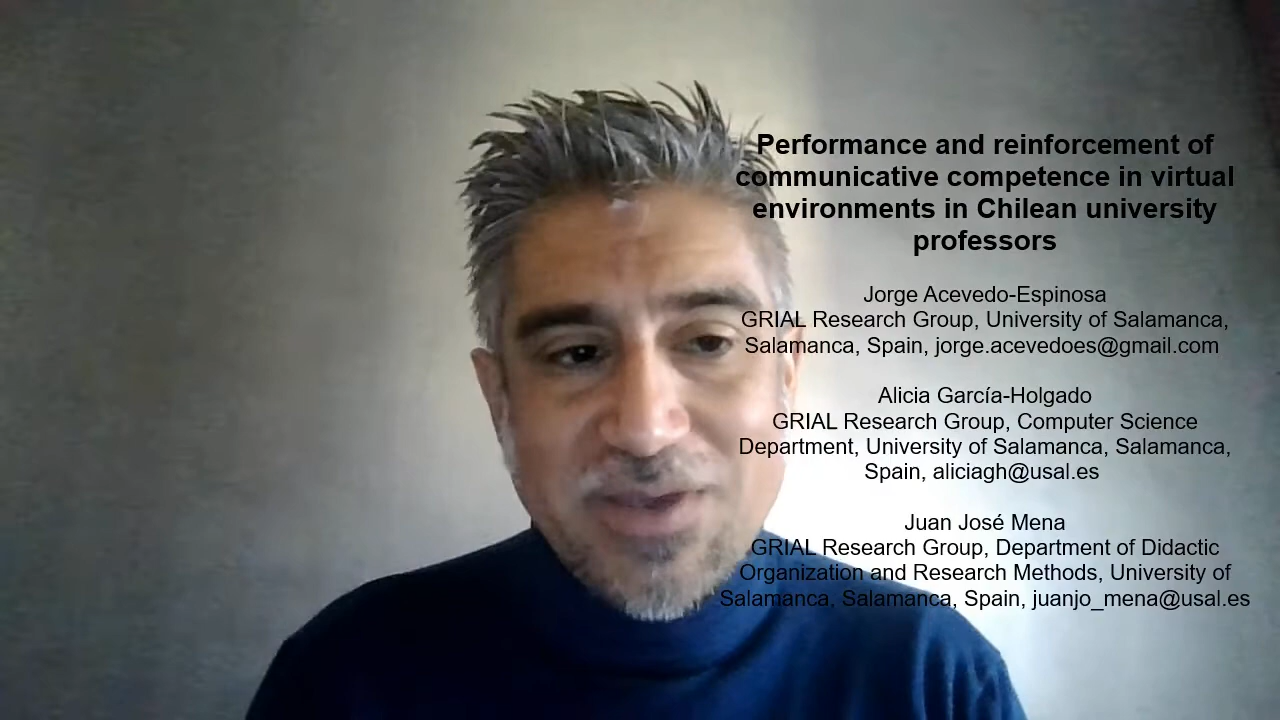 Performance and reinforcement of
communicative competence in virtual
environments in Chilean university
professors
Jorge Acevedo-Espinosa
GRIAL Research Group, University of Salamanca,
Salamanca, Spain, jorge.acevedoes@gmail.com
Alicia García-Holgado
GRIAL Research Group, Computer Science
Department, University of Salamanca, Salamanca,
Spain, aliciagh@usal.es
Juan José Mena
GRIAL Research Group, Department of Didactic
Organization and Research Methods, University of
Salamanca, Salamanca, Spain, juanjo_mena@usal.es